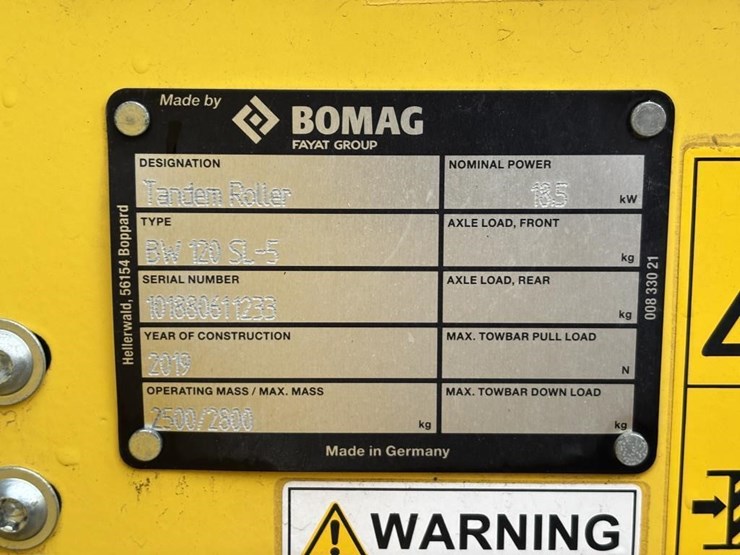 Made by BOMAG
FAYAT GROUP
DESIGNATION
Tandem Roller
NOMINAL POWER
18.5 kW
TYPE
BW 120 SL-5
AXLE LOAD, FRONT
kg
SERIAL NUMBER
101880611233
AXLE LOAD, REAR
kg
YEAR OF CONSTRUCTION
2019
MAX. TOWBAR PULL LOAD
N
OPERATING MASS / MAX. MASS
2500/2800 kg
MAX. TOWBAR DOWN LOAD
kg
Hellerwald, 56154 Boppard
008 330 21
Made in Germany
WARNING